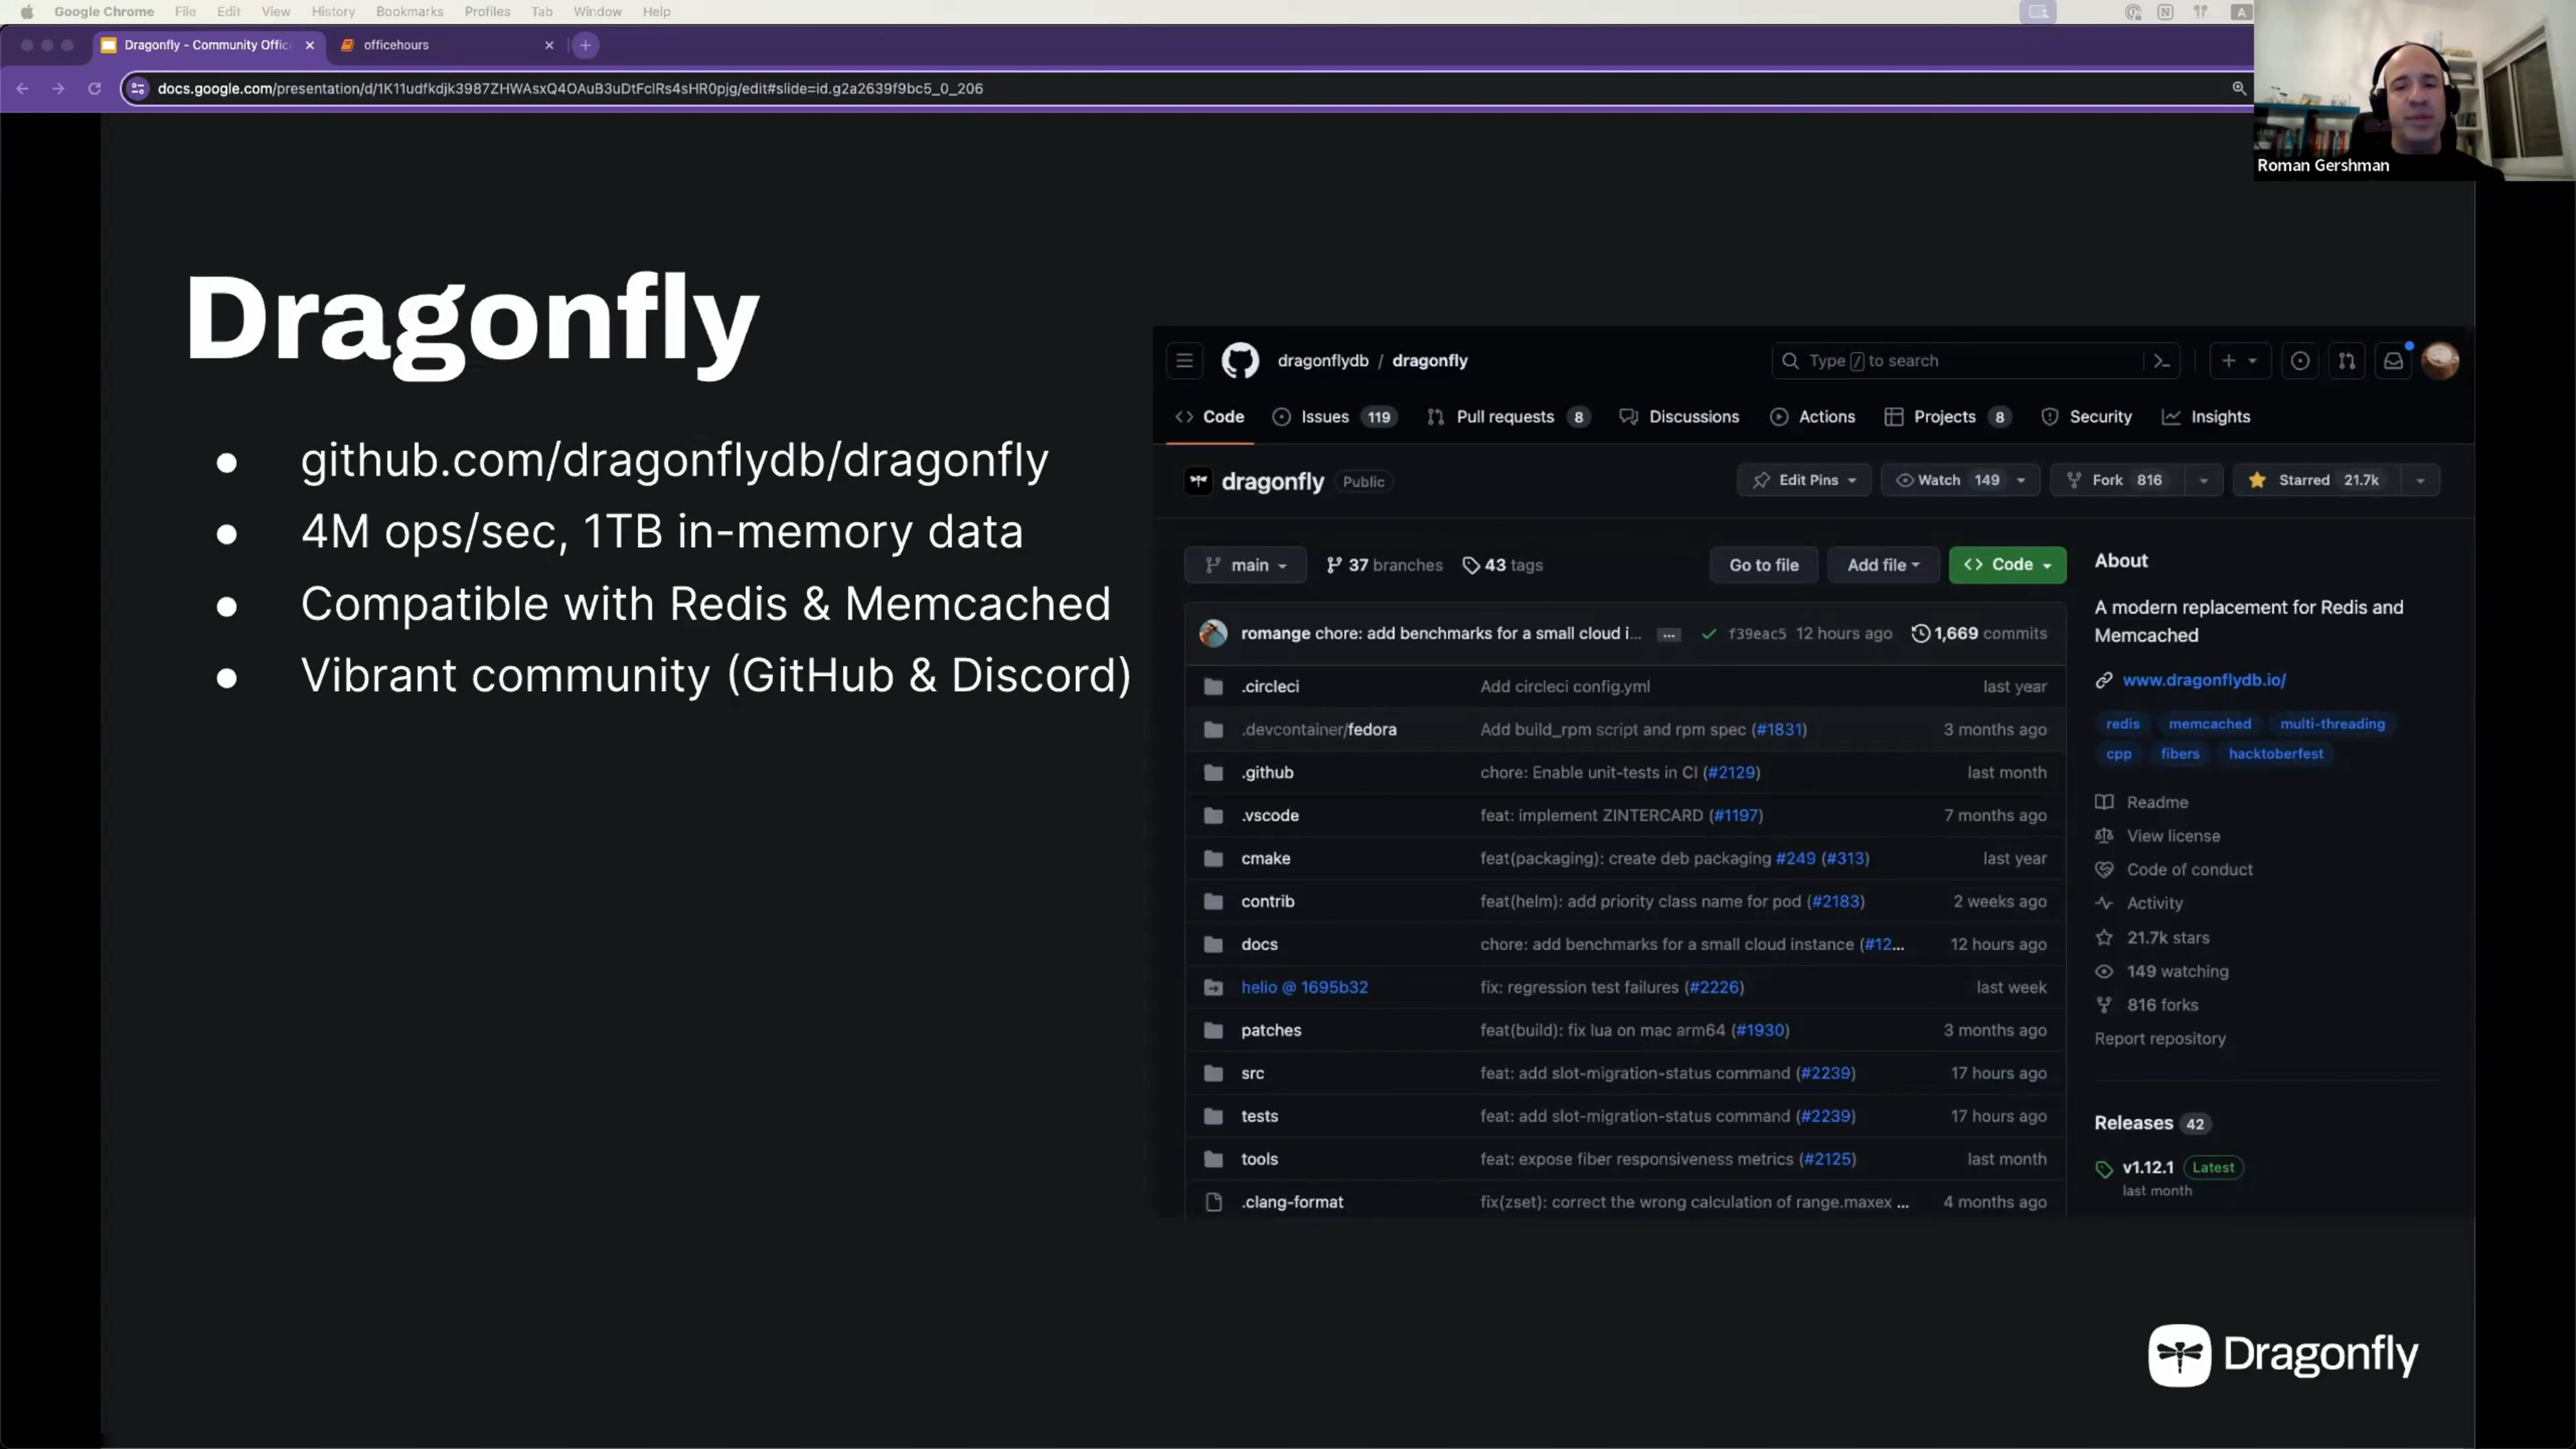 Google Chrome File Edit View History Bookmarks Profiles Tab Window Help
Dragonfly - Community Offic
officehours
docs.google.com/presentation/d/1K11udfkdjk3987ZHWAsxQ4OAuB3uDtFclRs4sHR0pjg/edit#slide=id.g2a2639f9bc5_0_206
Roman Gershman
Dragonfly
● github.com/dragonflydb/dragonfly
● 4M ops/sec, 1TB in-memory data
● Compatible with Redis & Memcached
● Vibrant community (GitHub & Discord)
dragonflydb / dragonfly
Type / to search
Code Issues 119 Pull requests 8 Discussions Actions Projects 8 Security Insights
dragonfly Public
Edit Pins Watch 149 Fork 816 Starred 21.7k
main 37 branches 43 tags Go to file Add file <> Code
romange chore: add benchmarks for a small cloud i... ... f39eac5 12 hours ago 1,669 commits
.circleci Add circleci config.yml last year
.devcontainer/fedora Add build_rpm script and rpm spec (#1831) 3 months ago
.github chore: Enable unit-tests in CI (#2129) last month
.vscode feat: implement ZINTERCARD (#1197) 7 months ago
cmake feat(packaging): create deb packaging #249 (#313) last year
contrib feat(helm): add priority class name for pod (#2183) 2 weeks ago
docs chore: add benchmarks for a small cloud instance (#12... 12 hours ago
helio @ 1695b32 fix: regression test failures (#2226) last week
patches feat(build): fix lua on mac arm64 (#1930) 3 months ago
src feat: add slot-migration-status command (#2239) 17 hours ago
tests feat: add slot-migration-status command (#2239) 17 hours ago
tools feat: expose fiber responsiveness metrics (#2125) last month
.clang-format fix(zset): correct the wrong calculation of range.maxex ... 4 months ago
About
A modern replacement for Redis and
Memcached
www.dragonflydb.io/
redis memcached multi-threading
cpp fibers hacktoberfest
Readme
View license
Code of conduct
Activity
21.7k stars
149 watching
816 forks
Report repository
Releases 42
v1.12.1 Latest
last month
Dragonfly